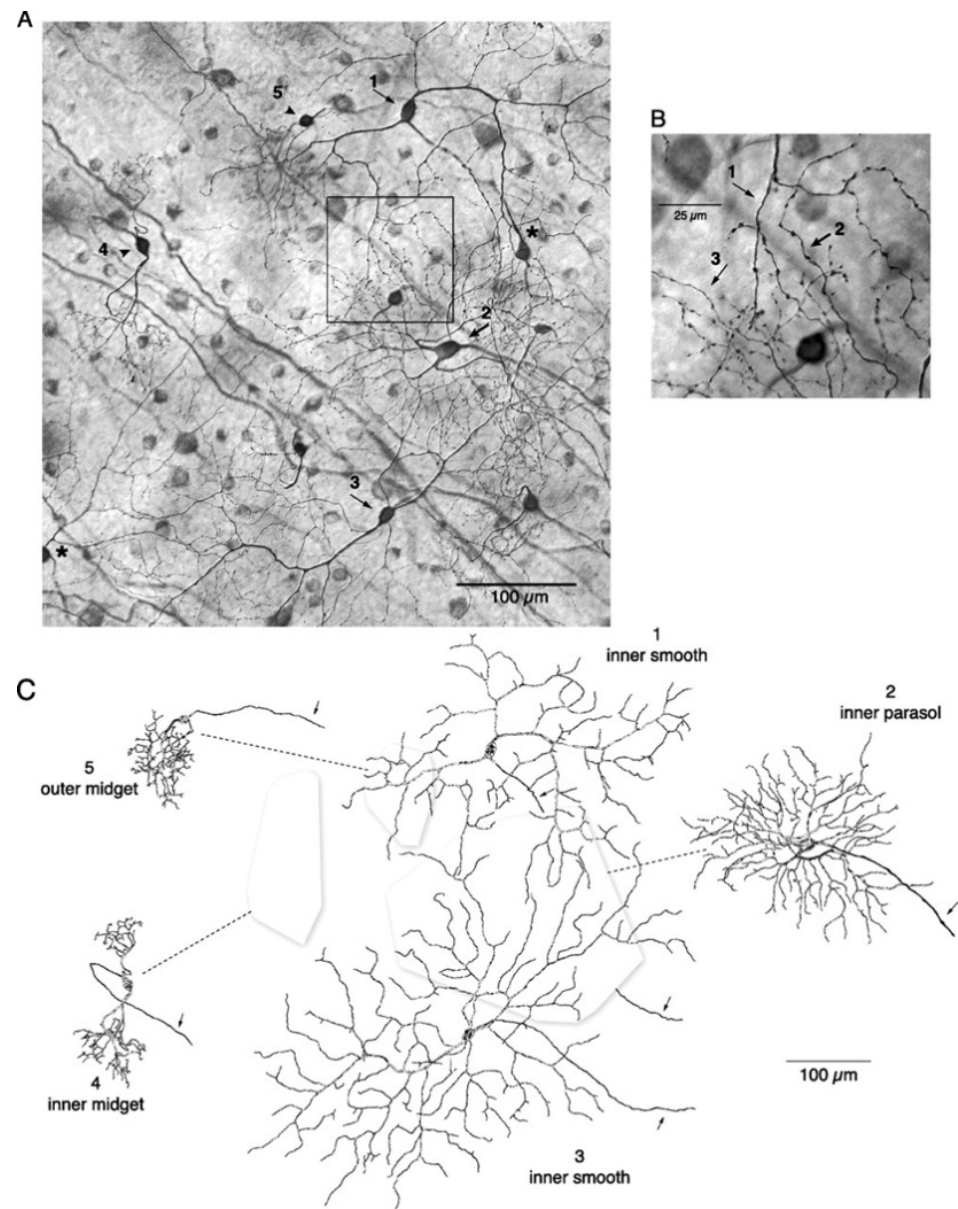 A
1
5
4
*
2
3
*
100 µm
B
1
25 µm
2
3
C
1
inner smooth
2
inner parasol
5
outer midget
4
inner midget
100 µm
3
inner smooth